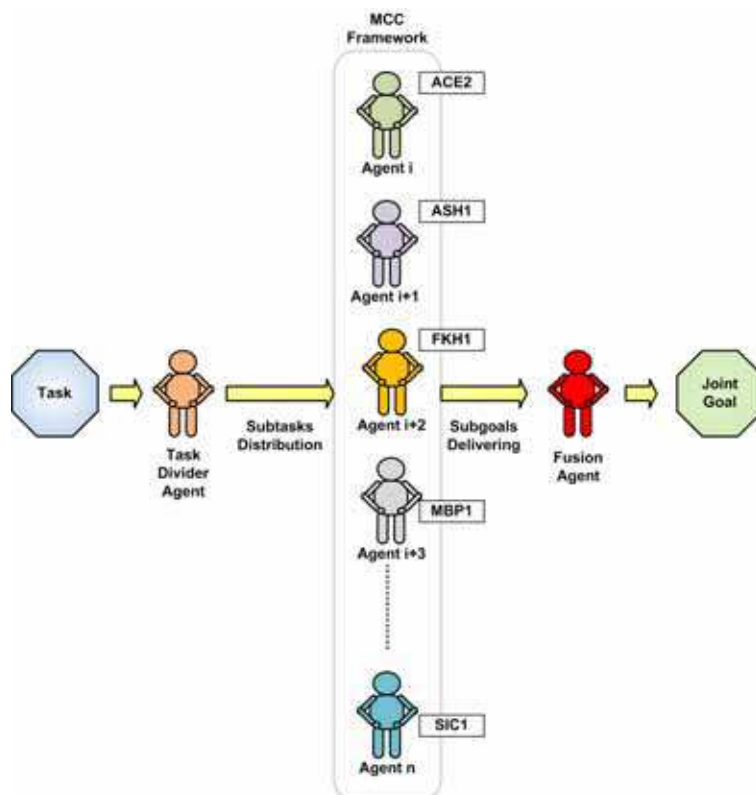 MCC
Framework
ACE2
Agent i
ASH1
Agent i+1
FKH1
Task
Subtasks
Distribution
Agent i+2
Subgoals
Delivering
Joint
Goal
Task
Divider
Agent
Fusion
Agent
MBP1
Agent i+3
SIC1
Agent n